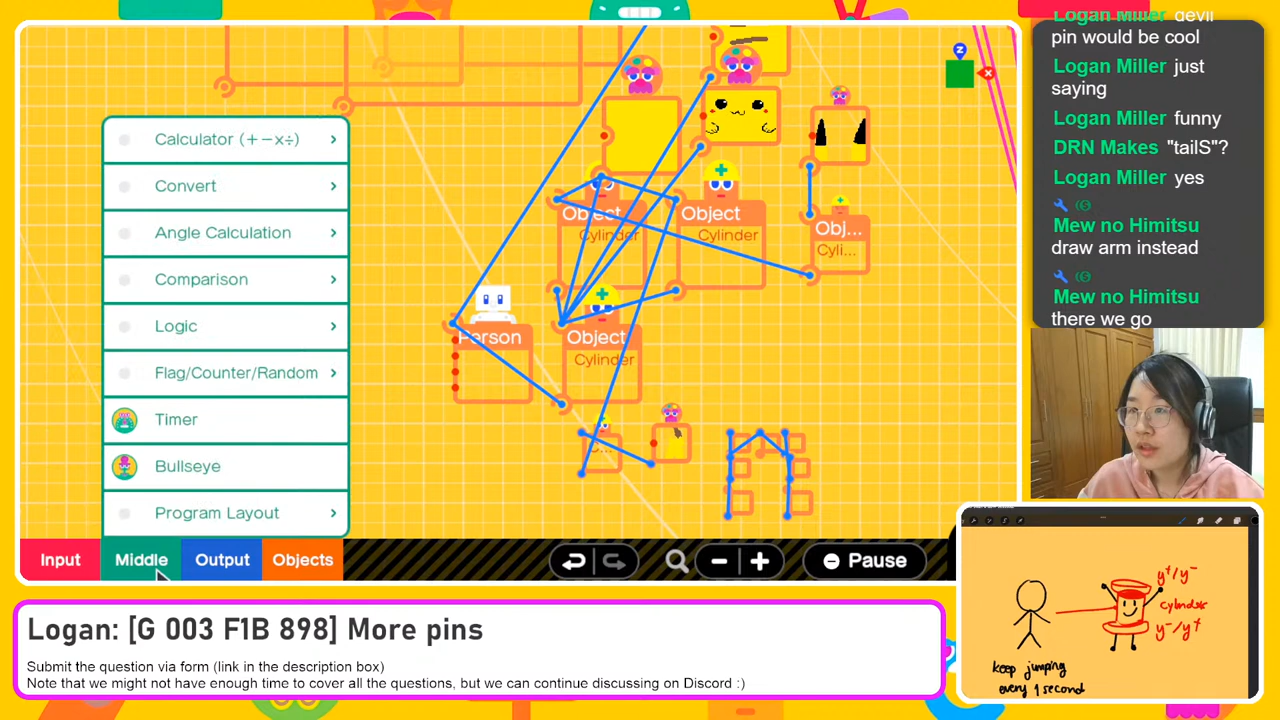 Logan Miller devil
pin would be cool
Logan Miller just
saying
Logan Miller funny
DRN Makes "tailS"?
Logan Miller yes
Mew no Himitsu
draw arm instead
Mew no Himitsu
there we go
Z
X
Calculator (+−×÷)
Convert
Angle Calculation
Comparison
Logic
Flag/Counter/Random
Timer
Bullseye
Program Layout
Object
Cylinder
Object
Cylinder
Obj...
Cyli...
Person
Object
Cylinder
Input
Middle
Output
Objects
Pause
y+/y-
cylinder
y-/y+
keep jumping
every 1 second
Logan: [G 003 F1B 898] More pins
Submit the question via form (link in the description box)
Note that we might not have enough time to cover all the questions, but we can continue discussing on Discord :)